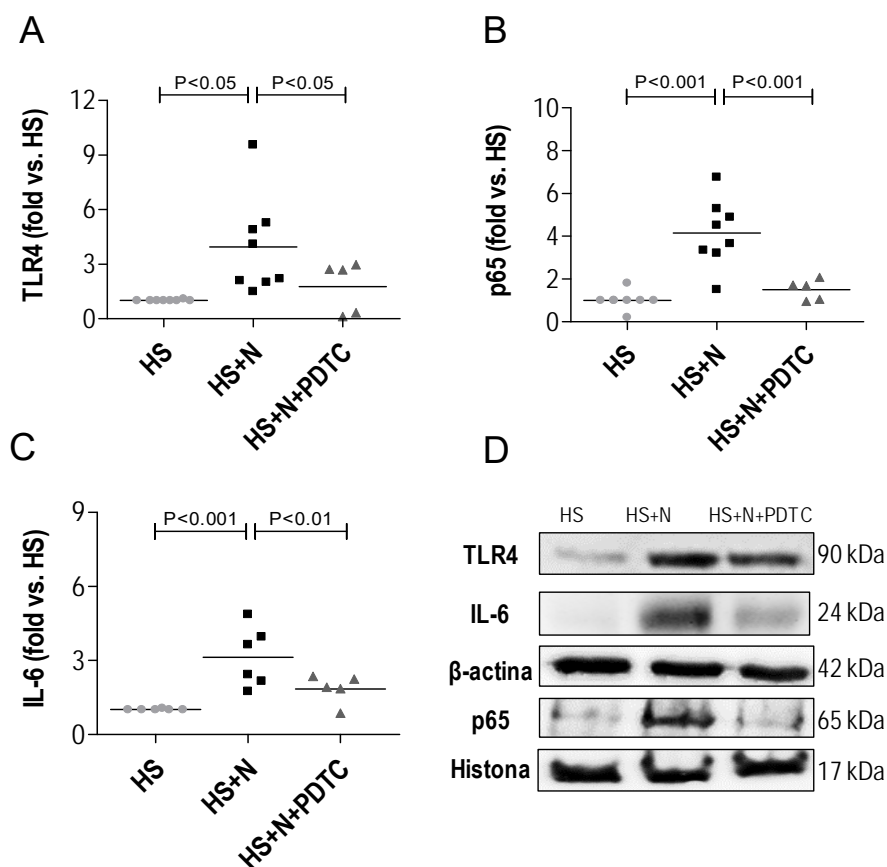 A
P<0.05 P<0.05
TLR4 (fold vs. HS)
12
9
6
3
0
HS
HS+N
HS+N+PDTC
B
P<0.001 P<0.001
p65 (fold vs. HS)
10
8
6
4
2
0
HS
HS+N
HS+N+PDTC
C
P<0.001 P<0.01
IL-6 (fold vs. HS)
9
6
3
0
HS
HS+N
HS+N+PDTC
D
HS HS+N HS+N+PDTC
TLR4 90 kDa
IL-6 24 kDa
β-actina 42 kDa
p65 65 kDa
Histona 17 kDa